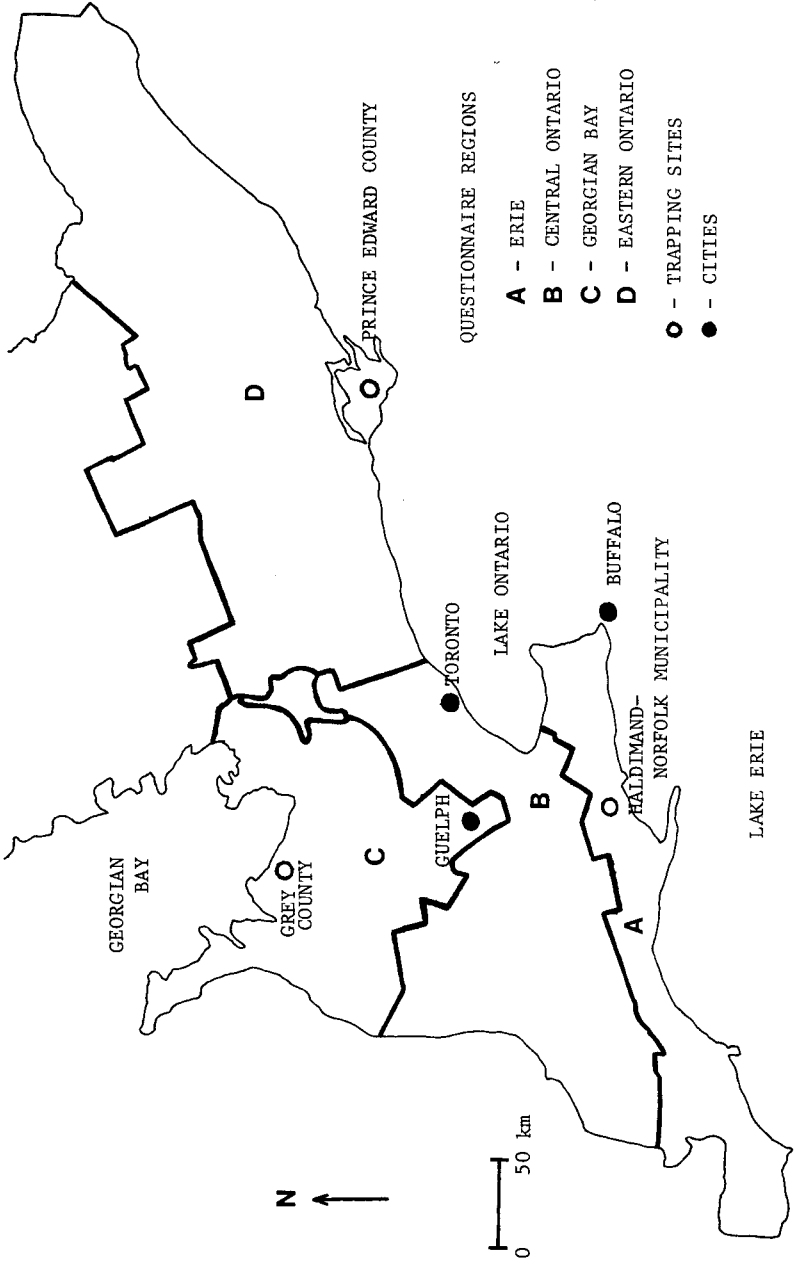 GEORGIAN
BAY
GREY
COUNTY
C
D
PRINCE EDWARD COUNTY
GUELPH
TORONTO
LAKE ONTARIO
B
BUFFALO
HALDIMAND-
NORFOLK MUNICIPALITY
A
LAKE ERIE
N
0 50 km
QUESTIONNAIRE REGIONS
A - ERIE
B - CENTRAL ONTARIO
C - GEORGIAN BAY
D - EASTERN ONTARIO
- TRAPPING SITES
- CITIES